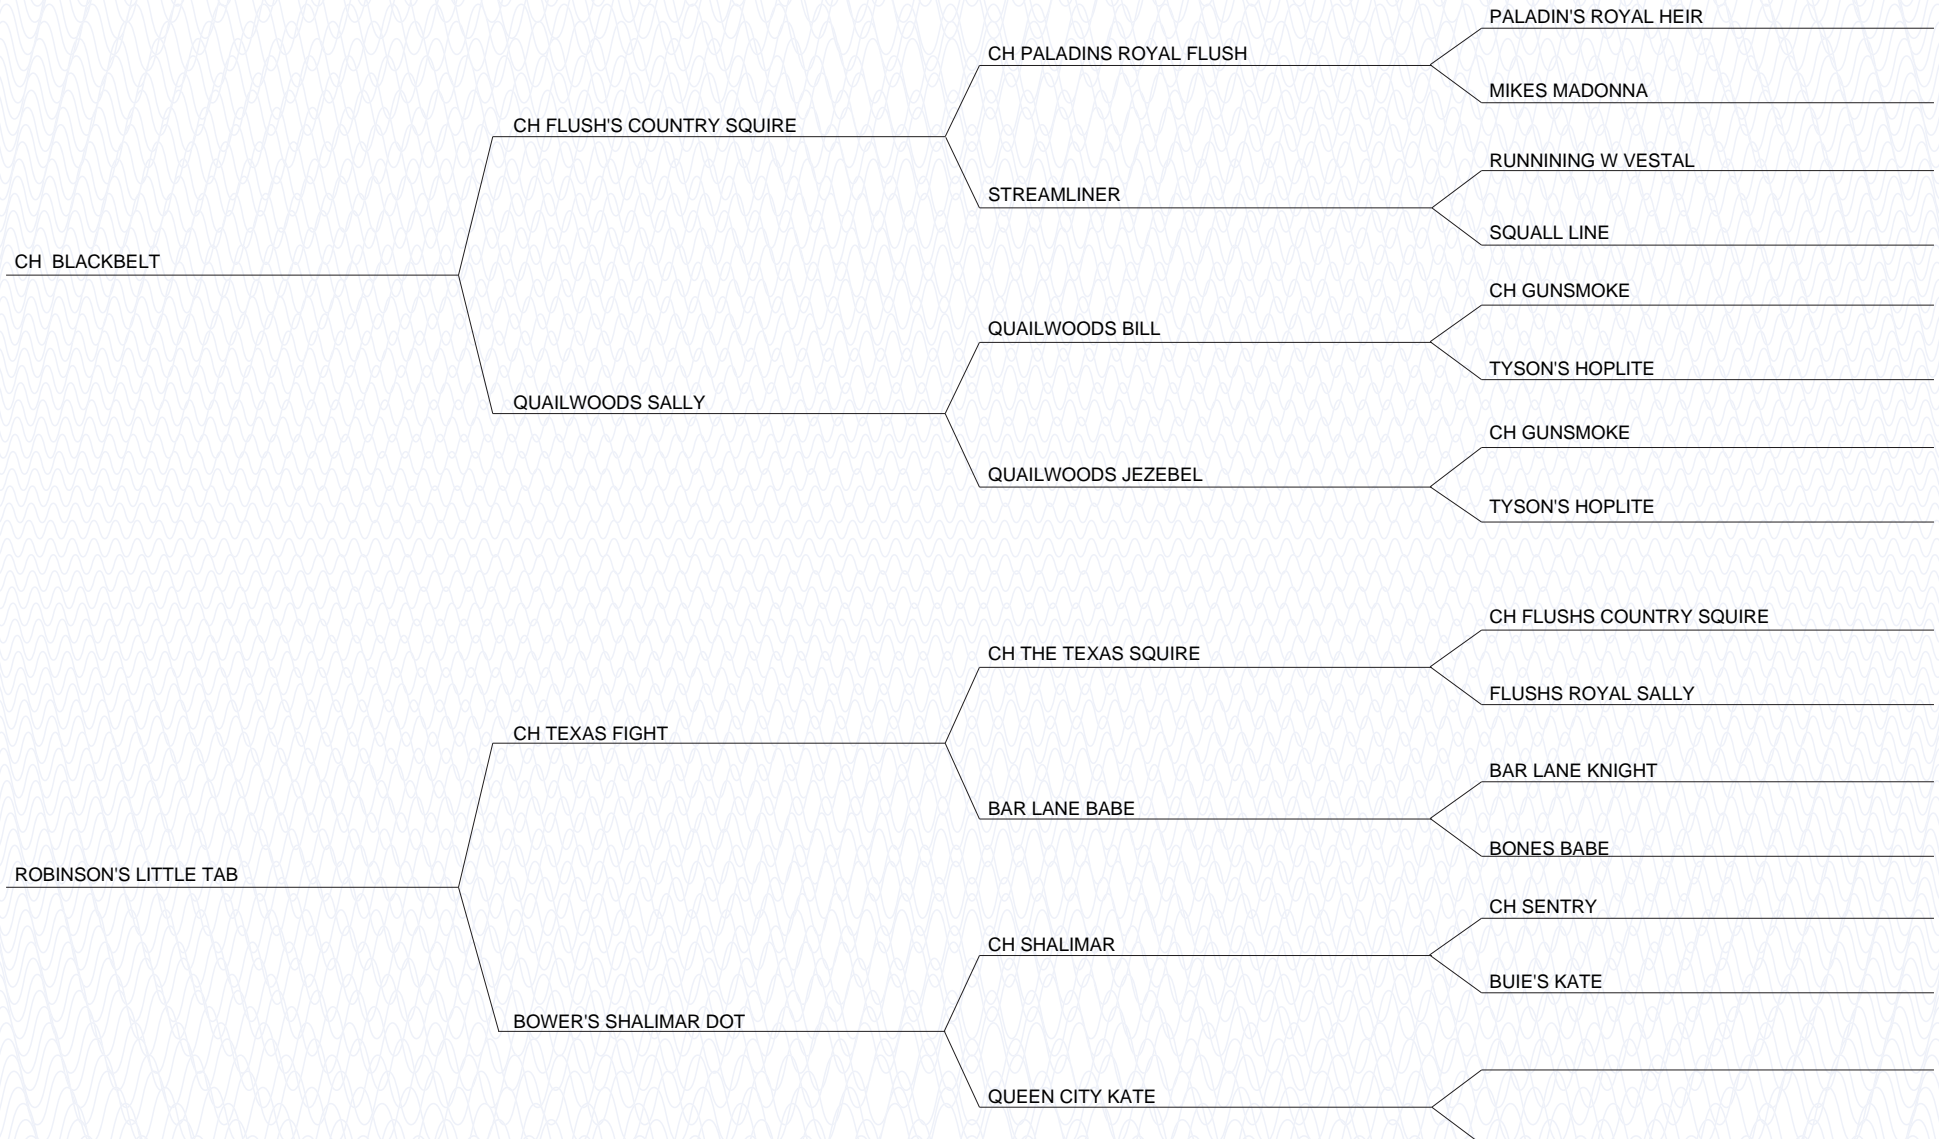 PALADIN'S ROYAL HEIR
CH PALADINS ROYAL FLUSH
MIKES MADONNA
CH FLUSH'S COUNTRY SQUIRE
RUNNINING W VESTAL
STREAMLINER
SQUALL LINE
CH  BLACKBELT
CH GUNSMOKE
QUAILWOODS BILL
TYSON'S HOPLITE
QUAILWOODS SALLY
CH GUNSMOKE
QUAILWOODS JEZEBEL
TYSON'S HOPLITE
CH FLUSHS COUNTRY SQUIRE
CH THE TEXAS SQUIRE
FLUSHS ROYAL SALLY
CH TEXAS FIGHT
BAR LANE KNIGHT
BAR LANE BABE
BONES BABE
ROBINSON'S LITTLE TAB
CH SENTRY
CH SHALIMAR
BUIE'S KATE
BOWER'S SHALIMAR DOT
QUEEN CITY KATE